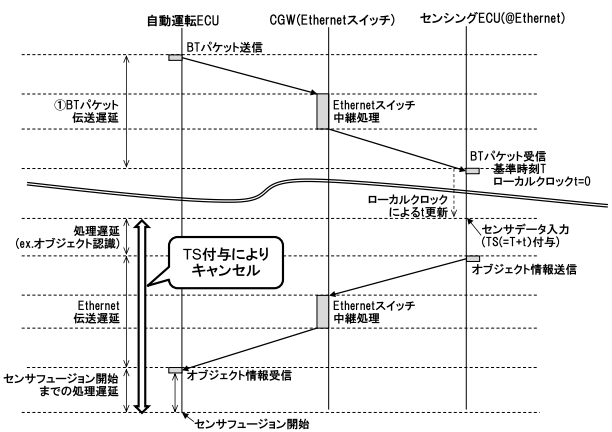 自動運転ECU
CGW(Ethernetスイッチ)
センシングECU(@Ethernet)
BTパケット送信
①BTパケット
伝送遅延
Ethernetスイッチ
中継処理
BTパケット受信
基準時刻T
ローカルクロックt=0
ローカルクロック
によるt更新
処理遅延
(ex.オブジェクト認識)
センサデータ入力
(TS(=T+t)付与)
TS付与により
キャンセル
オブジェクト情報送信
Ethernet
伝送遅延
Ethernetスイッチ
中継処理
センサフュージョン開始
までの処理遅延
オブジェクト情報受信
センサフュージョン開始